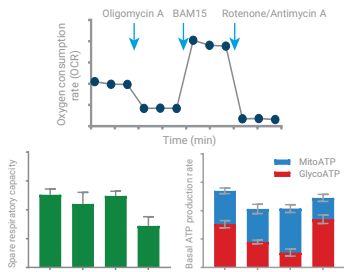 Oligomycin A BAM15 Rotenone/Antimycin A
Oxygen consumption
rate (OCR)
Time (min)
Spare respiratory capacity
Basal ATP production rate
MitoATP
GlycoATP